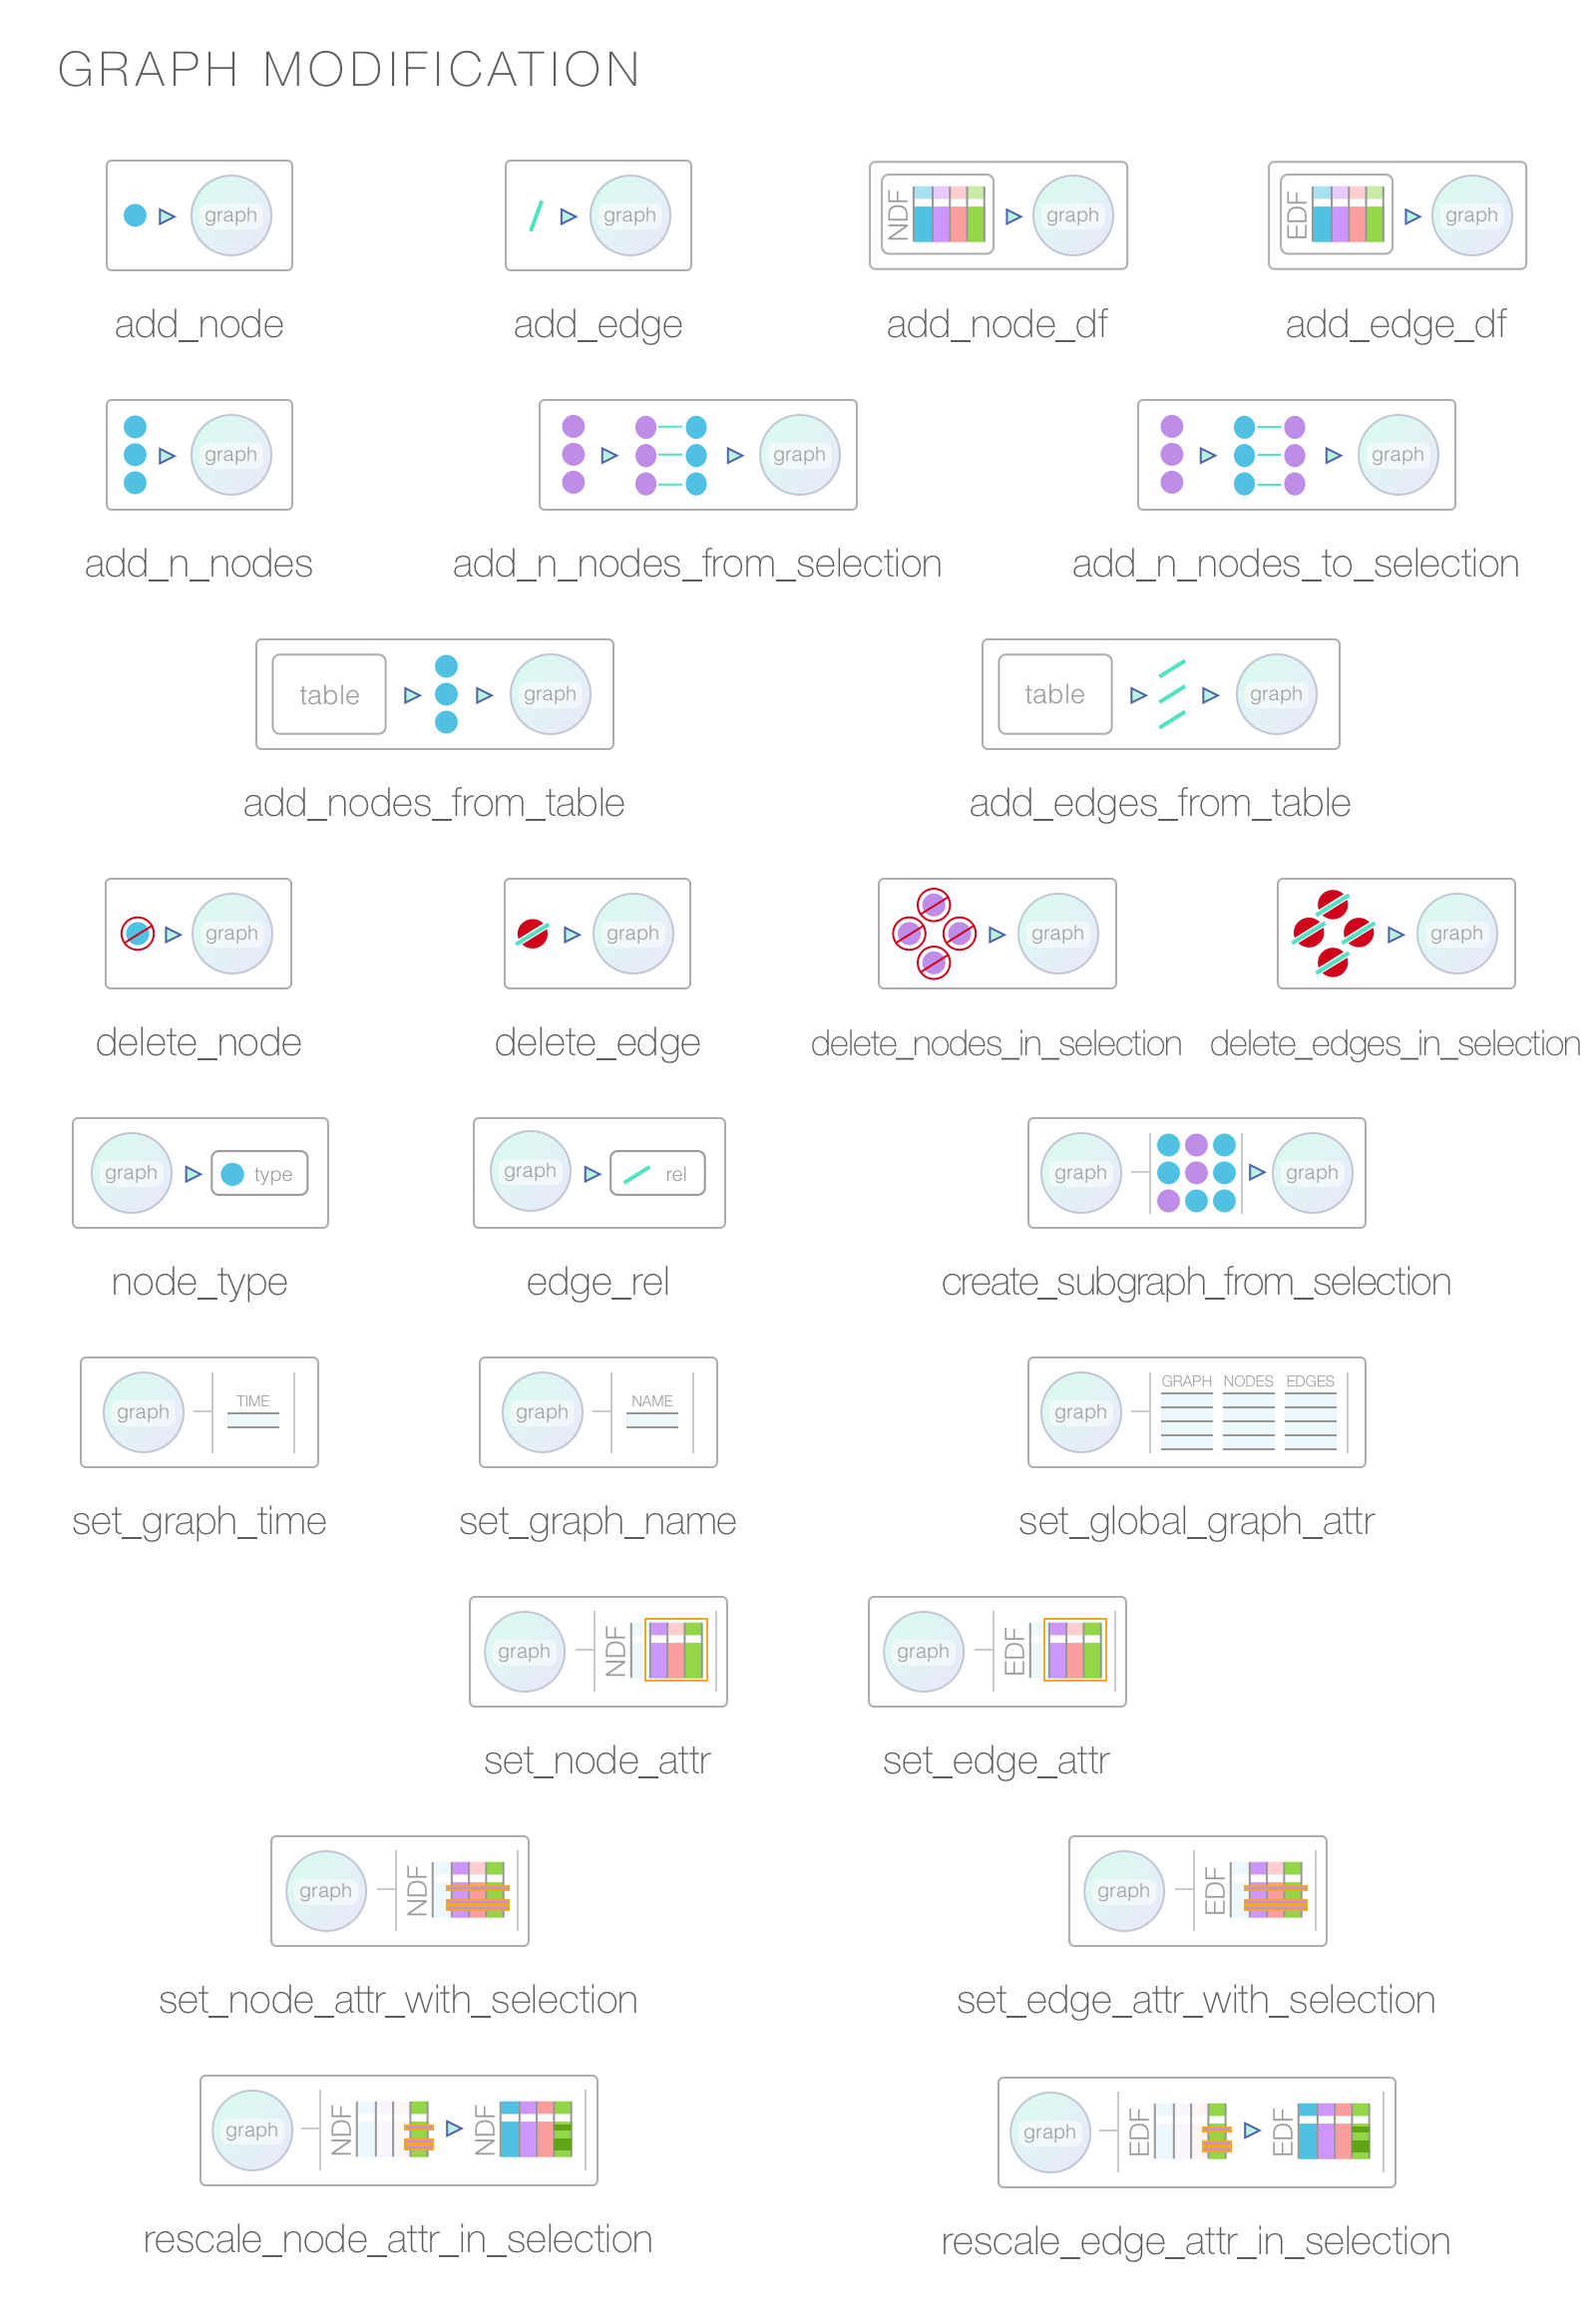 GRAPH MODIFICATION
graph
graph
NDF
graph
EDF
graph
add_node
add_edge
add_node_df
add_edge_df
graph
graph
graph
add_n_nodes
add_n_nodes_from_selection
add_n_nodes_to_selection
table
graph
table
graph
add_nodes_from_table
add_edges_from_table
graph
graph
graph
graph
delete_node
delete_edge
delete_nodes_in_selection
delete_edges_in_selection
graph
type
graph
rel
graph
graph
node_type
edge_rel
create_subgraph_from_selection
graph
TIME
graph
NAME
graph
GRAPH NODES EDGES
set_graph_time
set_graph_name
set_global_graph_attr
graph
NDF
graph
EDF
set_node_attr
set_edge_attr
graph
NDF
graph
EDF
set_node_attr_with_selection
set_edge_attr_with_selection
graph
NDF
NDF
graph
EDF
EDF
rescale_node_attr_in_selection
rescale_edge_attr_in_selection